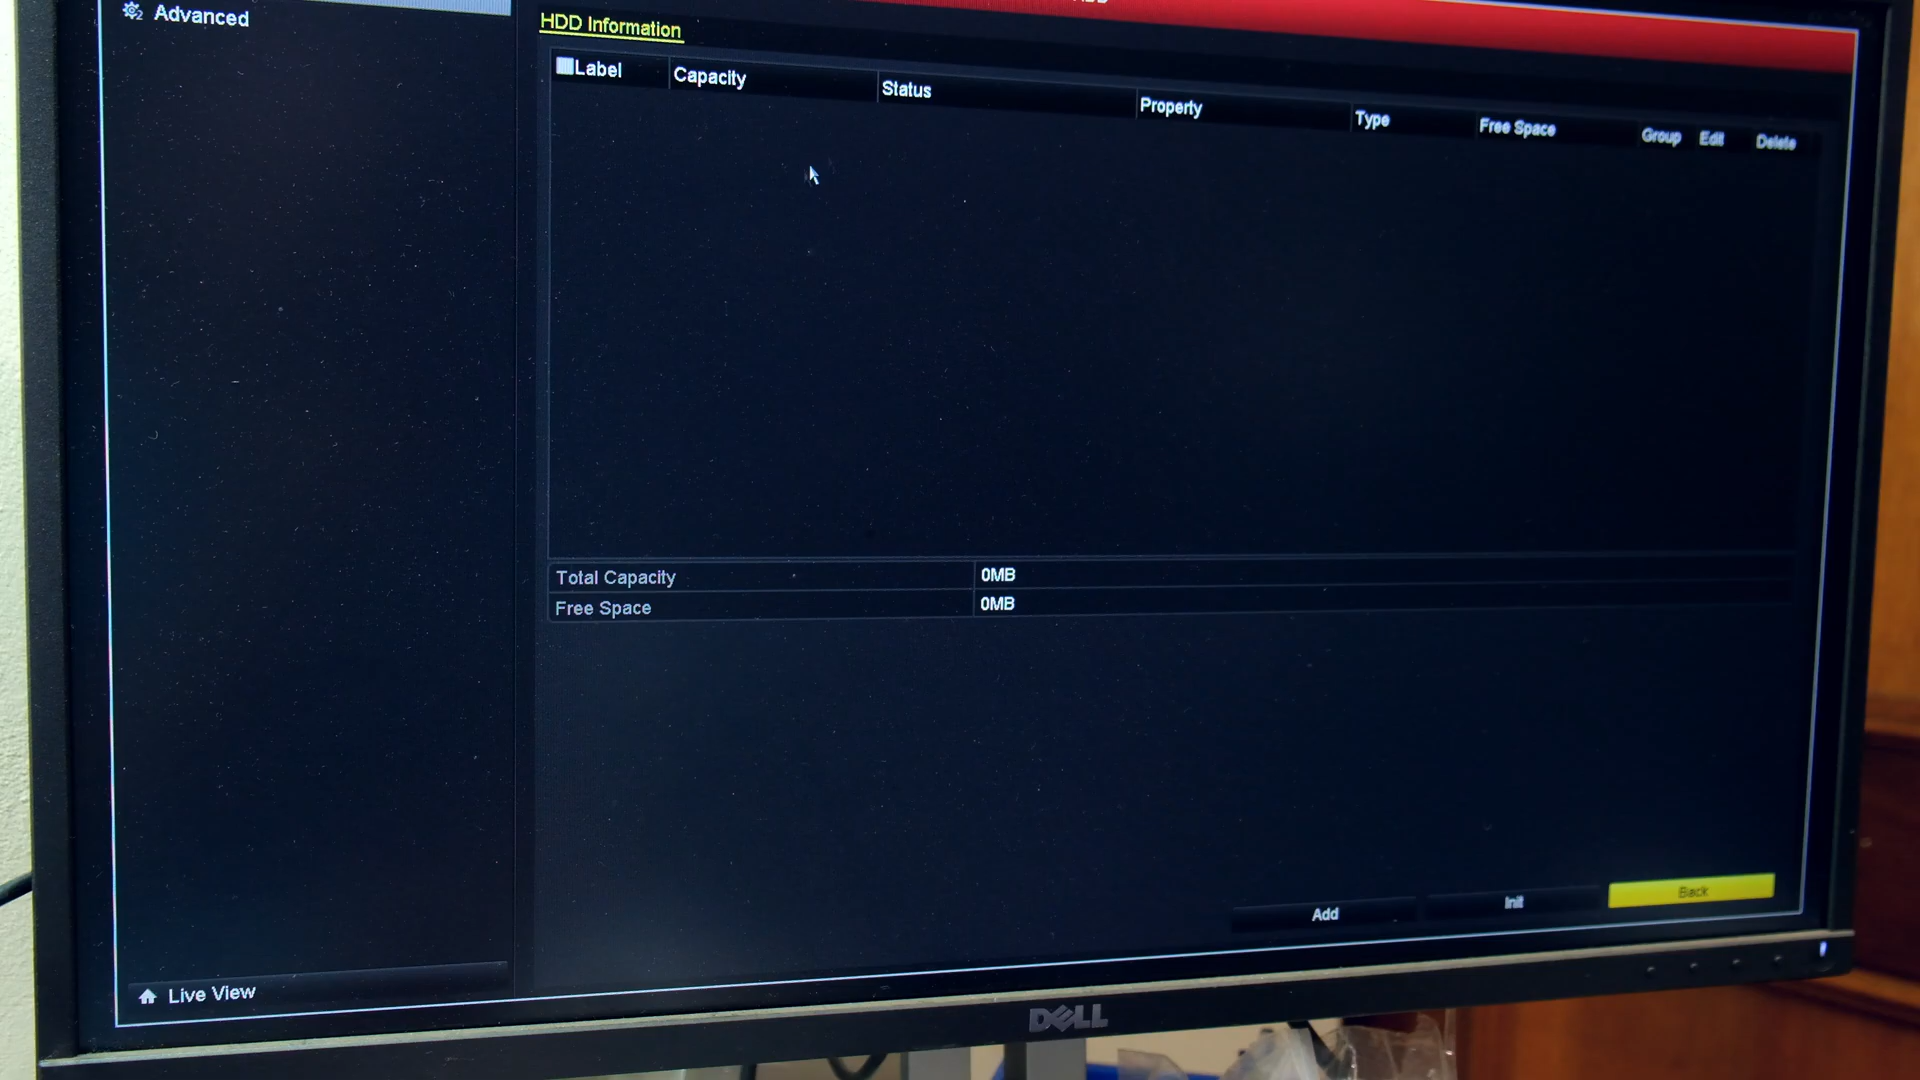 Advanced
HDD Information
Label Capacity Status Property Type Free Space Group Edit Delete
Total Capacity 0MB
Free Space 0MB
Add Init Back
Live View
DELL